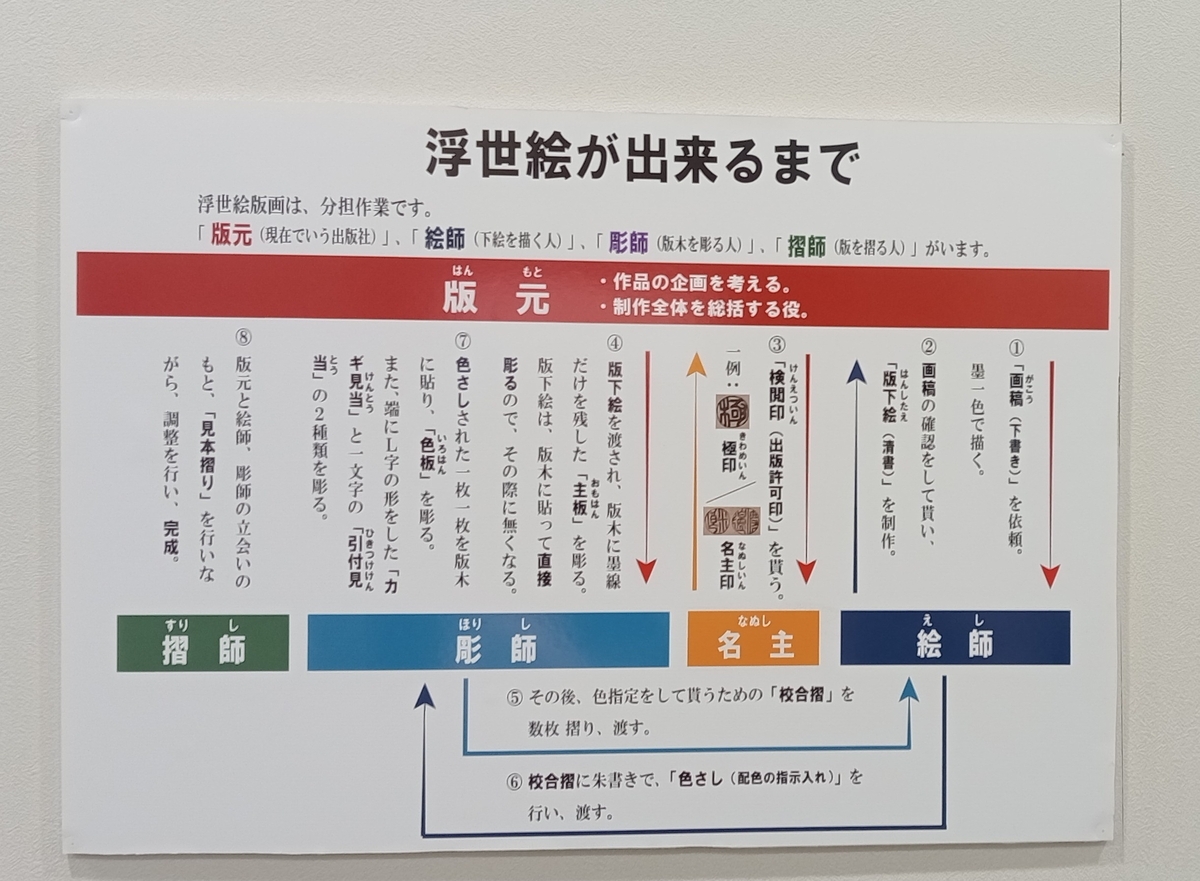 浮世絵が出来るまで
浮世絵版画は、分担作業です。
「版元（現在でいう出版社）」、「絵師（下絵を描く人）」、「彫師（版木を彫る人）」、「摺師（版を摺る人）」がいます。
はん もと
版 元
・作品の企画を考える。
・制作全体を総括する役。
①「画稿（下書き）」を依頼。
がこう
墨一色で描く。
②画稿の確認をして貰い、
「版下絵（清書）」を制作。
はんしたえ
③「検閲印（出版許可印）」を貰う。
けんえついん
一例：
極
極印
きわめいん
／
名主印
なぬしいん
④版下絵を渡され、版木に墨線
だけを残した「主板」を彫る。
おもはん
版下絵は、版木に貼って直接
彫るので、その際に無くなる。
⑦色さしされた一枚一枚を版木
に貼り、「色板」を彫る。
いろはん
また、端にL字の形をした「カ
ギ見当」と一文字の「引付見
けんとう
ひきつけけん
当」の2種類を彫る。
とう
⑧版元と絵師、彫師の立会いの
もと、「見本摺り」を行いな
がら、調整を行い、完成。
すり し
摺 師
ほり し
彫 師
なぬし
名 主
え し
絵 師
⑤ その後、色指定をして貰うための「校合摺」を
数枚 摺り、渡す。
⑥ 校合摺に朱書きで、「色さし（配色の指示入れ）」を
行い、渡す。